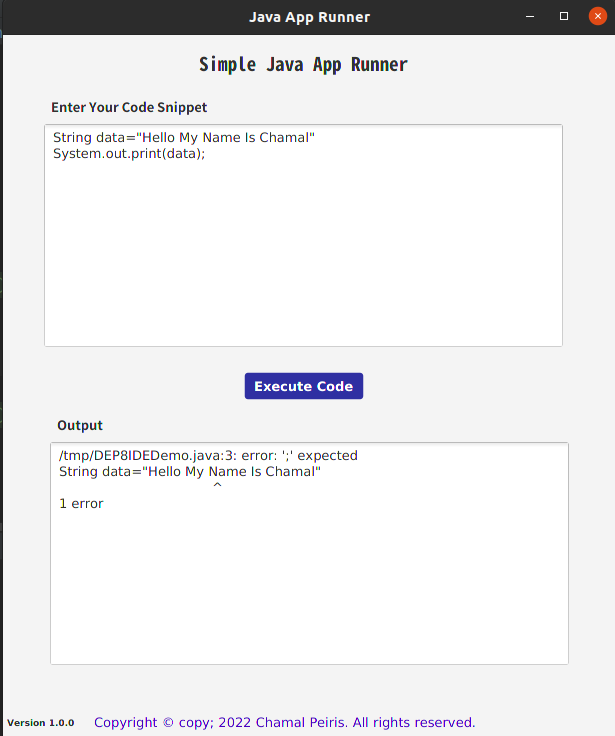 Java App Runner
Simple Java App Runner
Enter Your Code Snippet
String data="Hello My Name Is Chamal"
System.out.print(data);
Execute Code
Output
/tmp/DEP8IDEDemo.java:3: error: ';' expected
String data="Hello My Name Is Chamal"
^
1 error
Version 1.0.0 Copyright © copy; 2022 Chamal Peiris. All rights reserved.